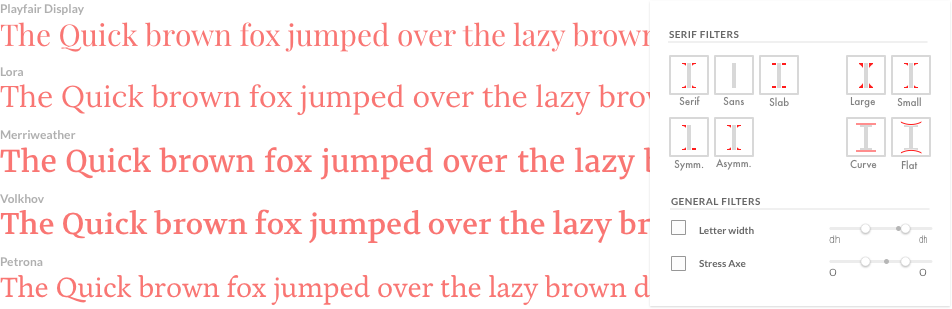 Playfair Display
The Quick brown fox jumped over the lazy brown
Lora
The Quick brown fox jumped over the lazy brow
Merriweather
The Quick brown fox jumped over the lazy b
Volkhov
The Quick brown fox jumped over the lazy br
Petrona
The Quick brown fox jumped over the lazy brown d
SERIF FILTERS
Serif Sans Slab Large Small
Symm. Asymm. Curve Flat
GENERAL FILTERS
Letter width
dh dh
Stress Axe
O O